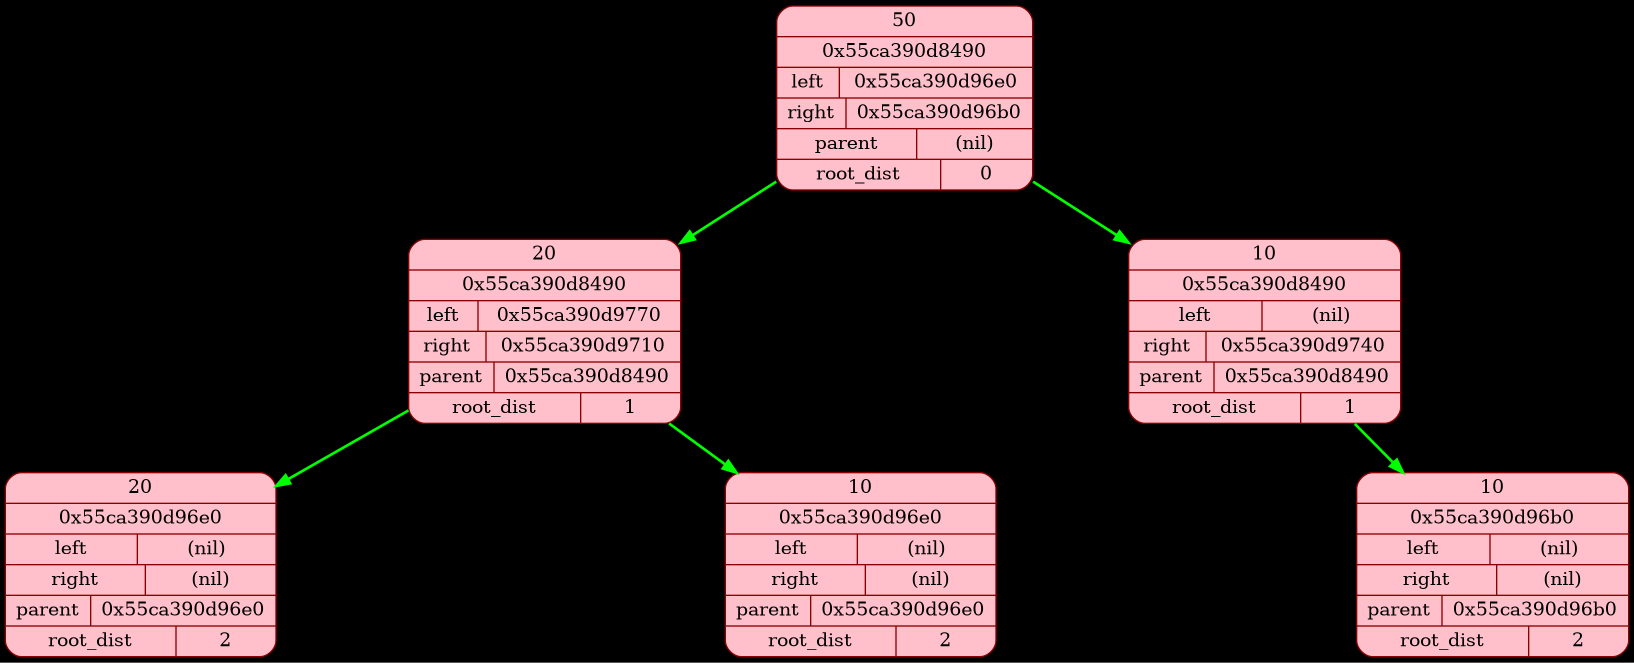 50
0x55ca390d8490
left 0x55ca390d96e0
right 0x55ca390d96b0
parent (nil)
root_dist 0
20
0x55ca390d8490
left 0x55ca390d9770
right 0x55ca390d9710
parent 0x55ca390d8490
root_dist 1
10
0x55ca390d8490
left (nil)
right 0x55ca390d9740
parent 0x55ca390d8490
root_dist 1
20
0x55ca390d96e0
left (nil)
right (nil)
parent 0x55ca390d96e0
root_dist 2
10
0x55ca390d96e0
left (nil)
right (nil)
parent 0x55ca390d96e0
root_dist 2
10
0x55ca390d96b0
left (nil)
right (nil)
parent 0x55ca390d96b0
root_dist 2